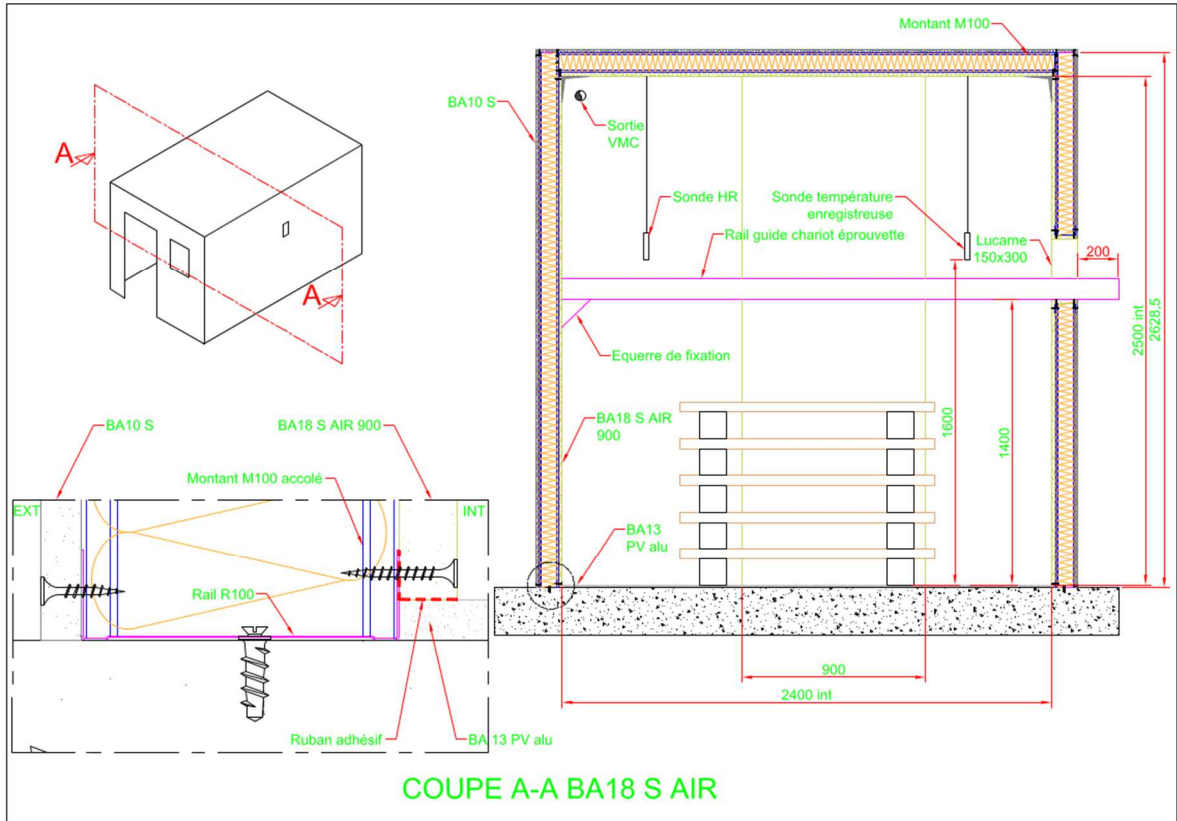 Montant M100
BA10 S
Sortie
VMC
A
Sonde HR
Sonde température
enregistreuse
Rail guide chariot éprouvette
Lucarne
150x300
200
A
2500 int
2628,5
Equerre de fixation
BA18 S AIR
900
1600
1400
BA10 S
BA18 S AIR 900
Montant M100 accolé
EXT
INT
BA13
PV alu
Rail R100
900
2400 int
Ruban adhésif
BA 13 PV alu
COUPE A-A BA18 S AIR